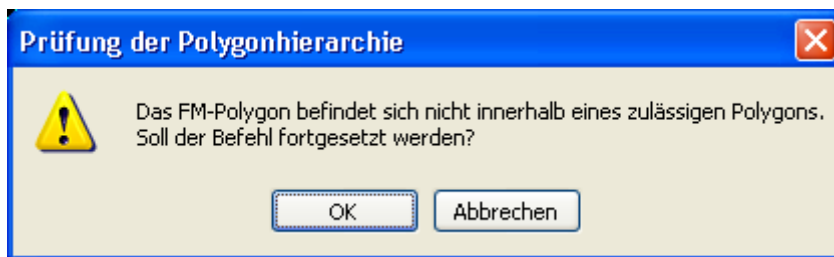 Prüfung der Polygonhierarchie
Das FM-Polygon befindet sich nicht innerhalb eines zulässigen Polygons.
Soll der Befehl fortgesetzt werden?
OK
Abbrechen